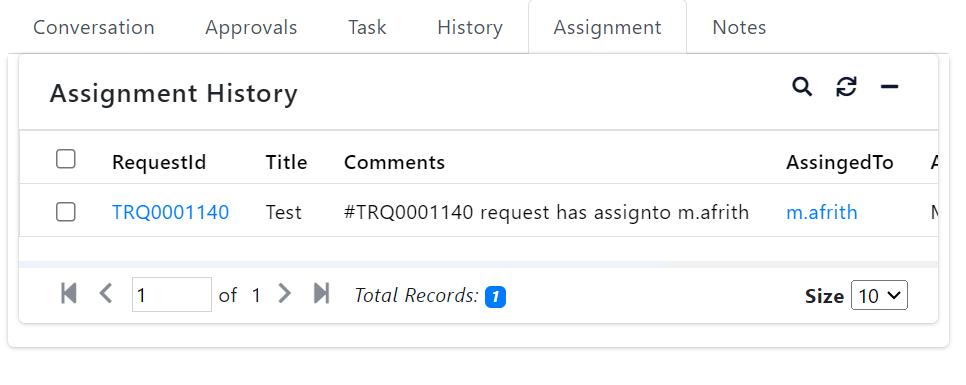 Conversation Approvals Task History Assignment Notes
Assignment History
RequestId Title Comments AssingedTo
TRQ0001140 Test #TRQ0001140 request has assignto m.afrith m.afrith
1 of 1 Total Records: 1 Size 10